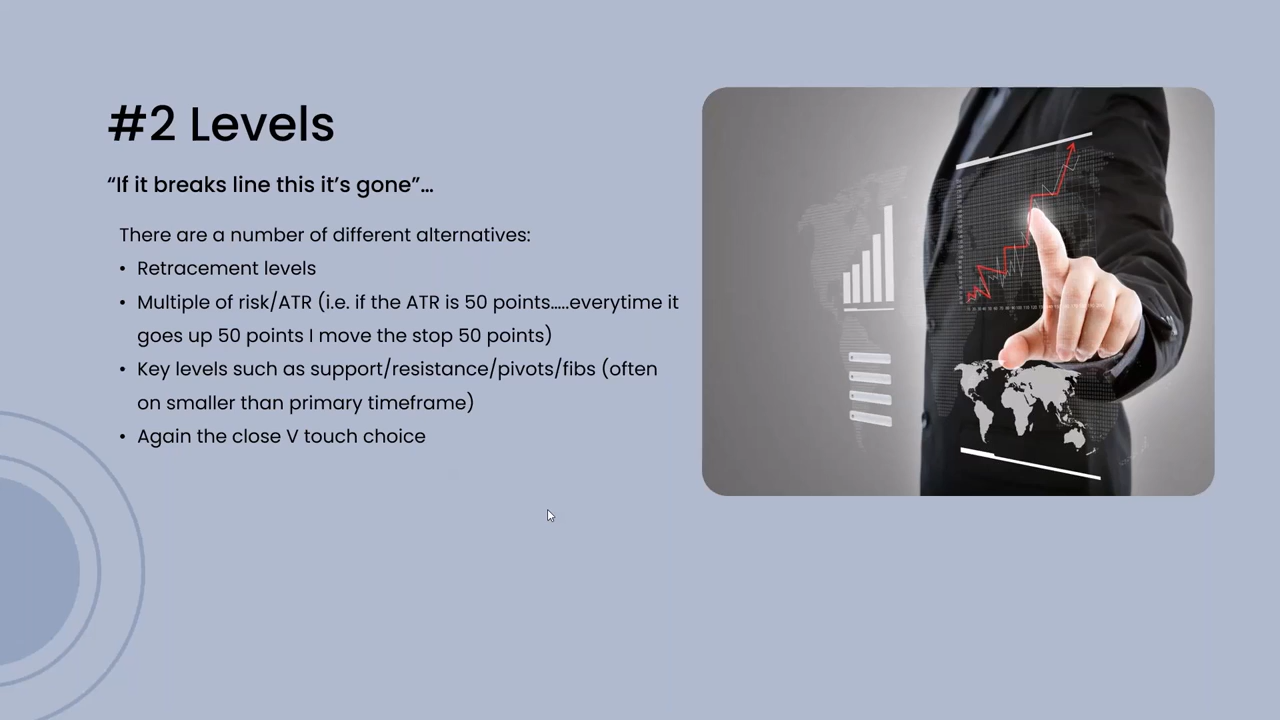 #2 Levels
“If it breaks line this it’s gone”...
There are a number of different alternatives:
• Retracement levels
• Multiple of risk/ATR (i.e. if the ATR is 50 points.....everytime it
goes up 50 points I move the stop 50 points)
• Key levels such as support/resistance/pivots/fibs (often
on smaller than primary timeframe)
• Again the close V touch choice